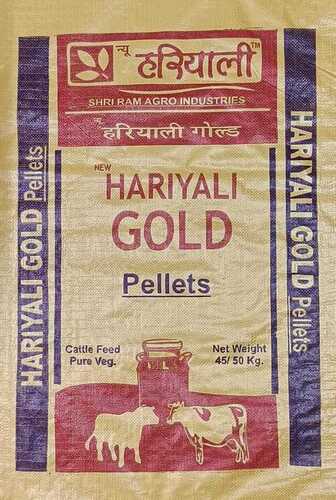 न्यू हरियाली TM
SHRI RAM AGRO INDUSTRIES
न्यू हरियाली गोल्ड
NEW
HARIYALI
GOLD
Pellets
Cattle Feed
Pure Veg.
Net Weight
45/50 Kg.
HARIYALI GOLD Pellets
HARIYALI GOLD Pellets